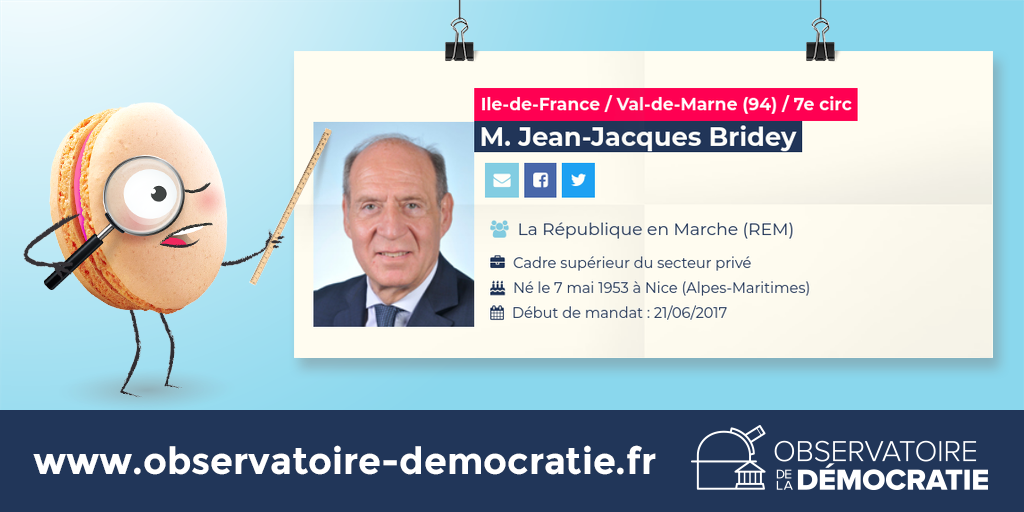 Ile-de-France / Val-de-Marne (94) / 7e circ
M. Jean-Jacques Bridey
La République en Marche (REM)
Cadre supérieur du secteur privé
Né le 7 mai 1953 à Nice (Alpes-Maritimes)
Début de mandat : 21/06/2017
www.observatoire-democratie.fr
OBSERVATOIRE
DE LA DÉMOCRATIE